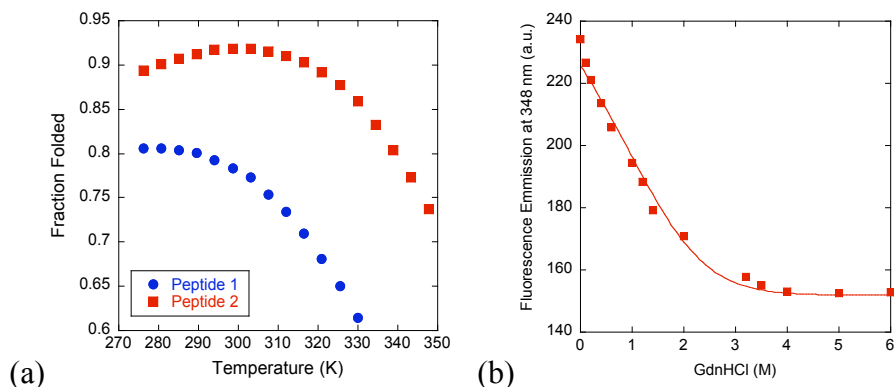 0.95
0.9
0.85
0.8
0.75
0.7
0.65
0.6
Fraction Folded
Peptide 1
Peptide 2
270 280 290 300 310 320 330 340 350
Temperature (K)
(a)
240
220
200
180
160
140
Fluorescence Emmission at 348 nm (a.u.)
0 1 2 3 4 5 6
GdnHCl (M)
(b)